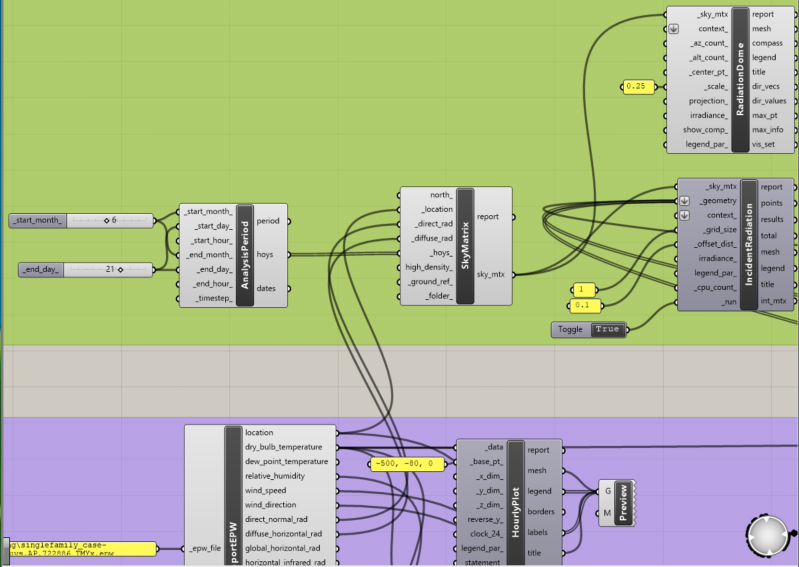 _sky_mtx report
context_ mesh
_az_count_ compass
_alt_count_ legend
_center_pt_ title
_scale_ dir_vecs
projection_ dir_values
irradiance_ max_pt
show_comp_ max_info
legend_par_ vis_set
RadiationDome
0.25
_start_month_ 6
_end_day_ 21
_start_month_ period
_start_day_
_start_hour_
_end_month_ hoys
_end_day_
_end_hour_ dates
_timestep_
AnalysisPeriod
north_
_location
_direct_rad report
_diffuse_rad
_hoys_
high_density_ sky_mtx
_ground_ref_
_folder_
SkyMatrix
_sky_mtx report
_geometry points
context_ results
_grid_size total
_offset_dist_ mesh
irradiance_ legend
legend_par_ title
_cpu_count_ int_mtx
_run
IncidentRadiation
1
0.1
Toggle True
location
dry_bulb_temperature
dew_point_temperature
relative_humidity
wind_speed
wind_direction
direct_normal_rad
diffuse_horizontal_rad
_epw_file global_horizontal_rad
horizontal_infrared_rad
portEPW
g\singlefamily_case-
-500, -80, 0
_data report
_base_pt_
_x_dim_ mesh
_y_dim_ legend
_z_dim_ borders
reverse_y_
clock_24_ labels
legend_par_ title
statement
HourlyPlot
G
M
Preview